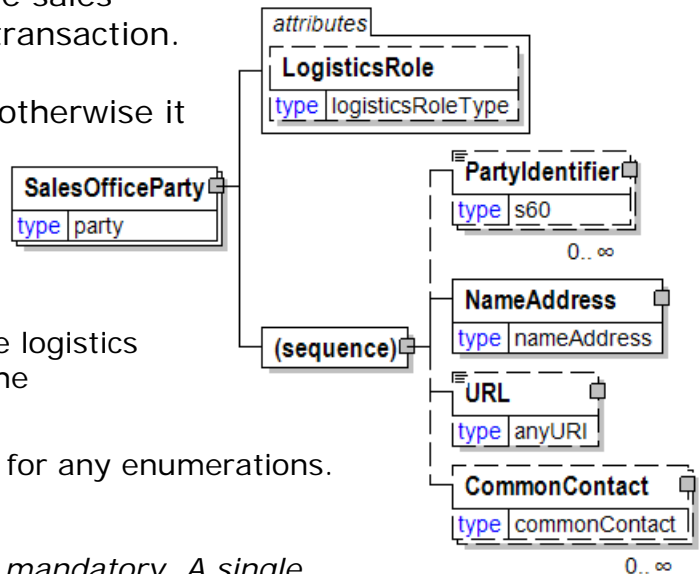 e sales
transaction.
otherwise it
e logistics
ne
for any enumerations.
mandatory. A single
attributes
LogisticsRole
type logisticsRoleType
SalesOfficeParty
type party
(sequence)
PartyIdentifier
type s60
0.. ∞
NameAddress
type nameAddress
URL
type anyURI
CommonContact
type commonContact
0.. ∞